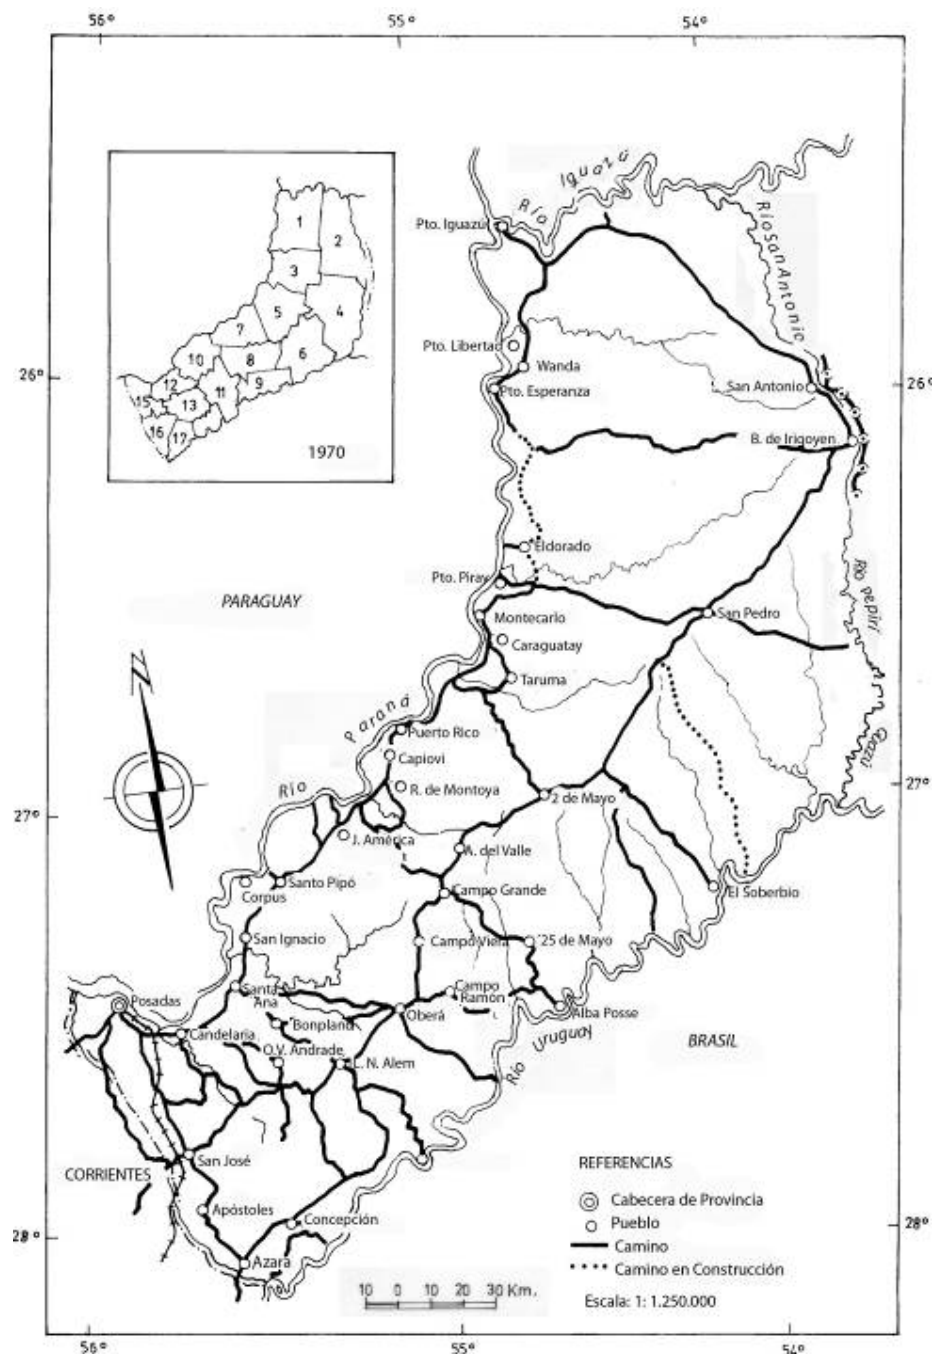 56°
55°
54°
Río Iguazú
Pto. Iguazú
Río San Antonio
1
2
3
4
5
6
7
8
9
10
11
12
13
15
16
17
1970
Pto. Libertad
Wanda
26°
26°
Pto. Esperanza
San Antonio
B. de Irigoyen
Eldorado
Pto. Piray
Río Pepirí Guazú
PARAGUAY
Montecarlo
San Pedro
Caraguatay
Taruma
N
Río Paraná
Puerto Rico
Capiovi
R. de Montoya
2 de Mayo
27°
27°
J. América
A. del Valle
Santo Pipó
Corpus
Campo Grande
El Soberbio
San Ignacio
Campo Viera
25 de Mayo
Santa
Ana
Campo
Ramón
Posadas
Oberá
Alba Posse
Candelaria
Bonpland
Río Uruguay
BRASIL
O.V. Andrade
L. N. Alem
San José
CORRIENTES
REFERENCIAS
Cabecera de Provincia
Apóstoles
Concepción
Pueblo
28°
28°
Camino
Azara
Camino en Construcción
10 0 10 20 30 Km.
Escala: 1: 1.250.000
56°
55°
54°